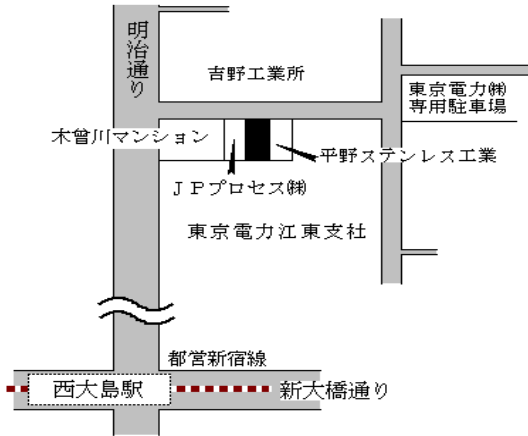 明治通り
吉野工業所
東京電力㈱
専用駐車場
木曽川マンション
平野ステンレス工業
ＪＰプロセス㈱
東京電力江東支社
都営新宿線
西大島駅
新大橋通り